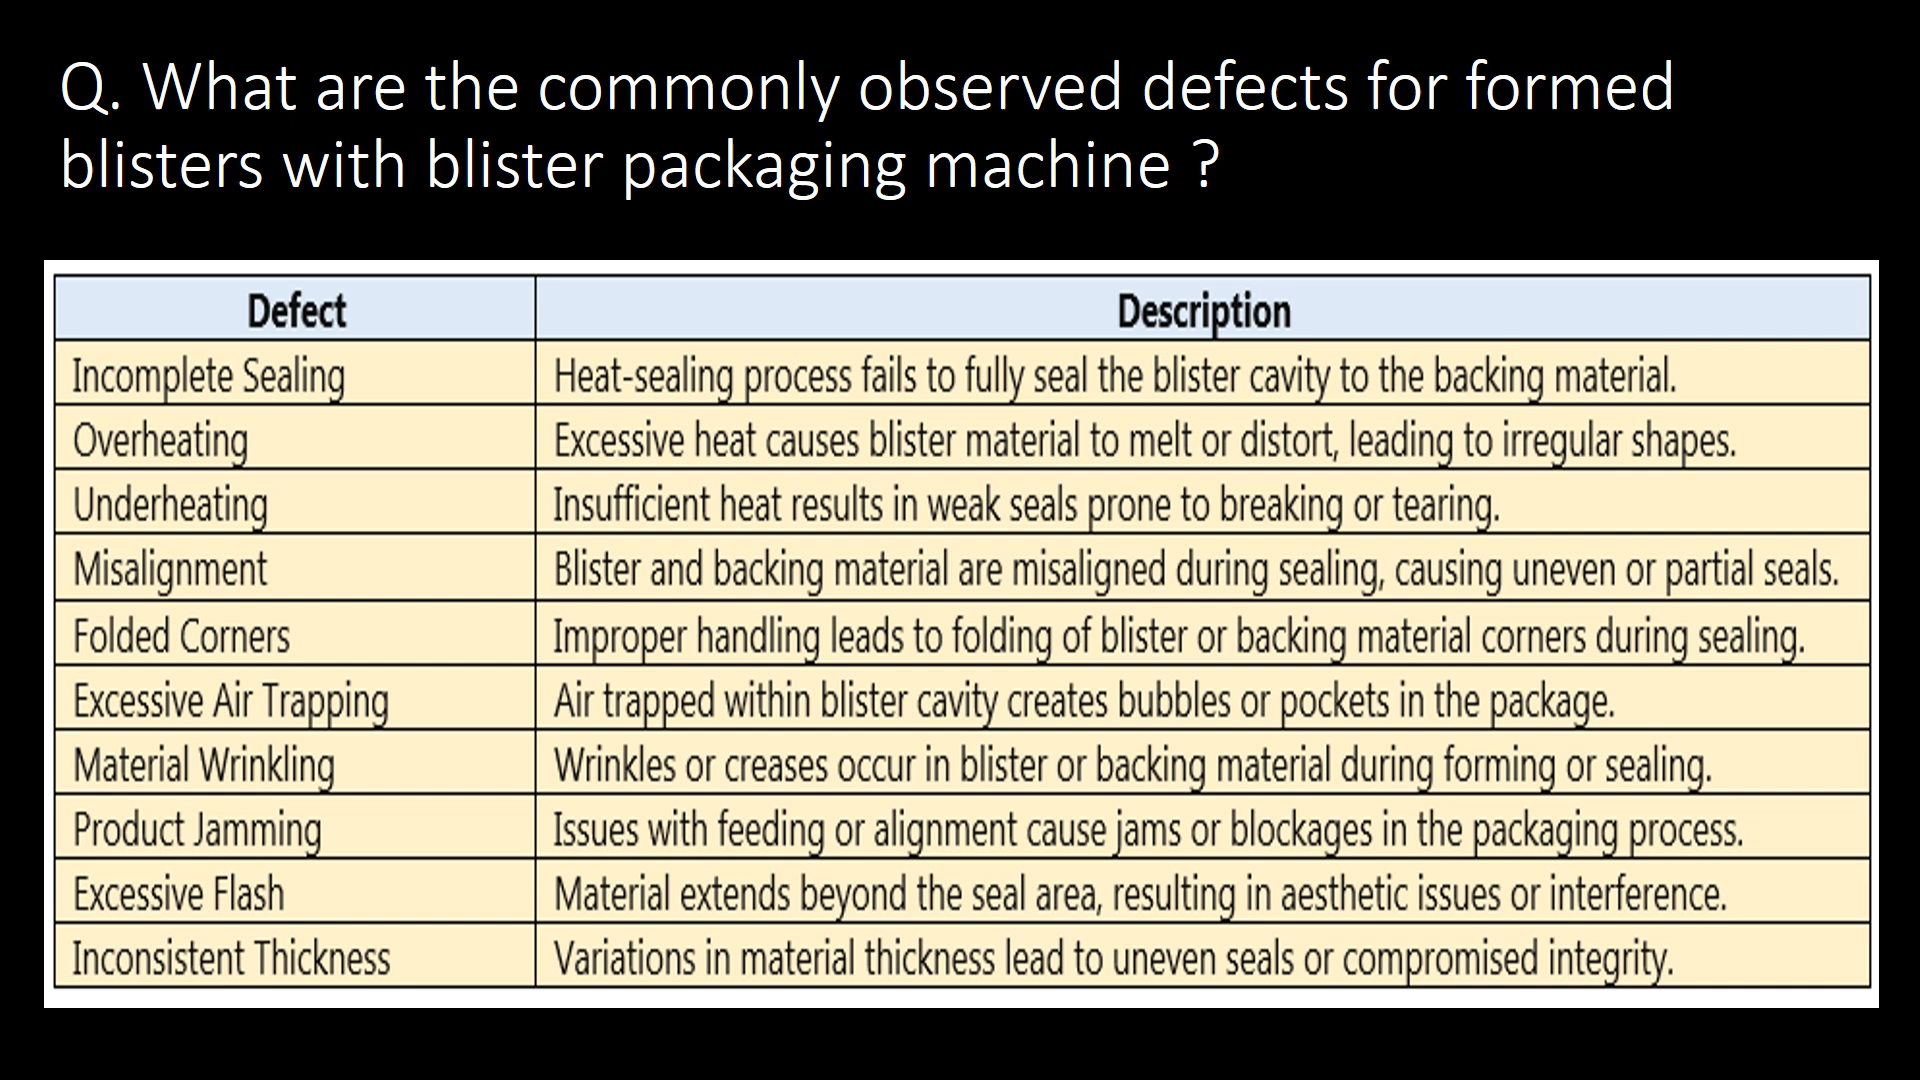 Q. What are the commonly observed defects for formed
blisters with blister packaging machine ?
Defect Description
Incomplete Sealing Heat-sealing process fails to fully seal the blister cavity to the backing material.
Overheating Excessive heat causes blister material to melt or distort, leading to irregular shapes.
Underheating Insufficient heat results in weak seals prone to breaking or tearing.
Misalignment Blister and backing material are misaligned during sealing, causing uneven or partial seals.
Folded Corners Improper handling leads to folding of blister or backing material corners during sealing.
Excessive Air Trapping Air trapped within blister cavity creates bubbles or pockets in the package.
Material Wrinkling Wrinkles or creases occur in blister or backing material during forming or sealing.
Product Jamming Issues with feeding or alignment cause jams or blockages in the packaging process.
Excessive Flash Material extends beyond the seal area, resulting in aesthetic issues or interference.
Inconsistent Thickness Variations in material thickness lead to uneven seals or compromised integrity.